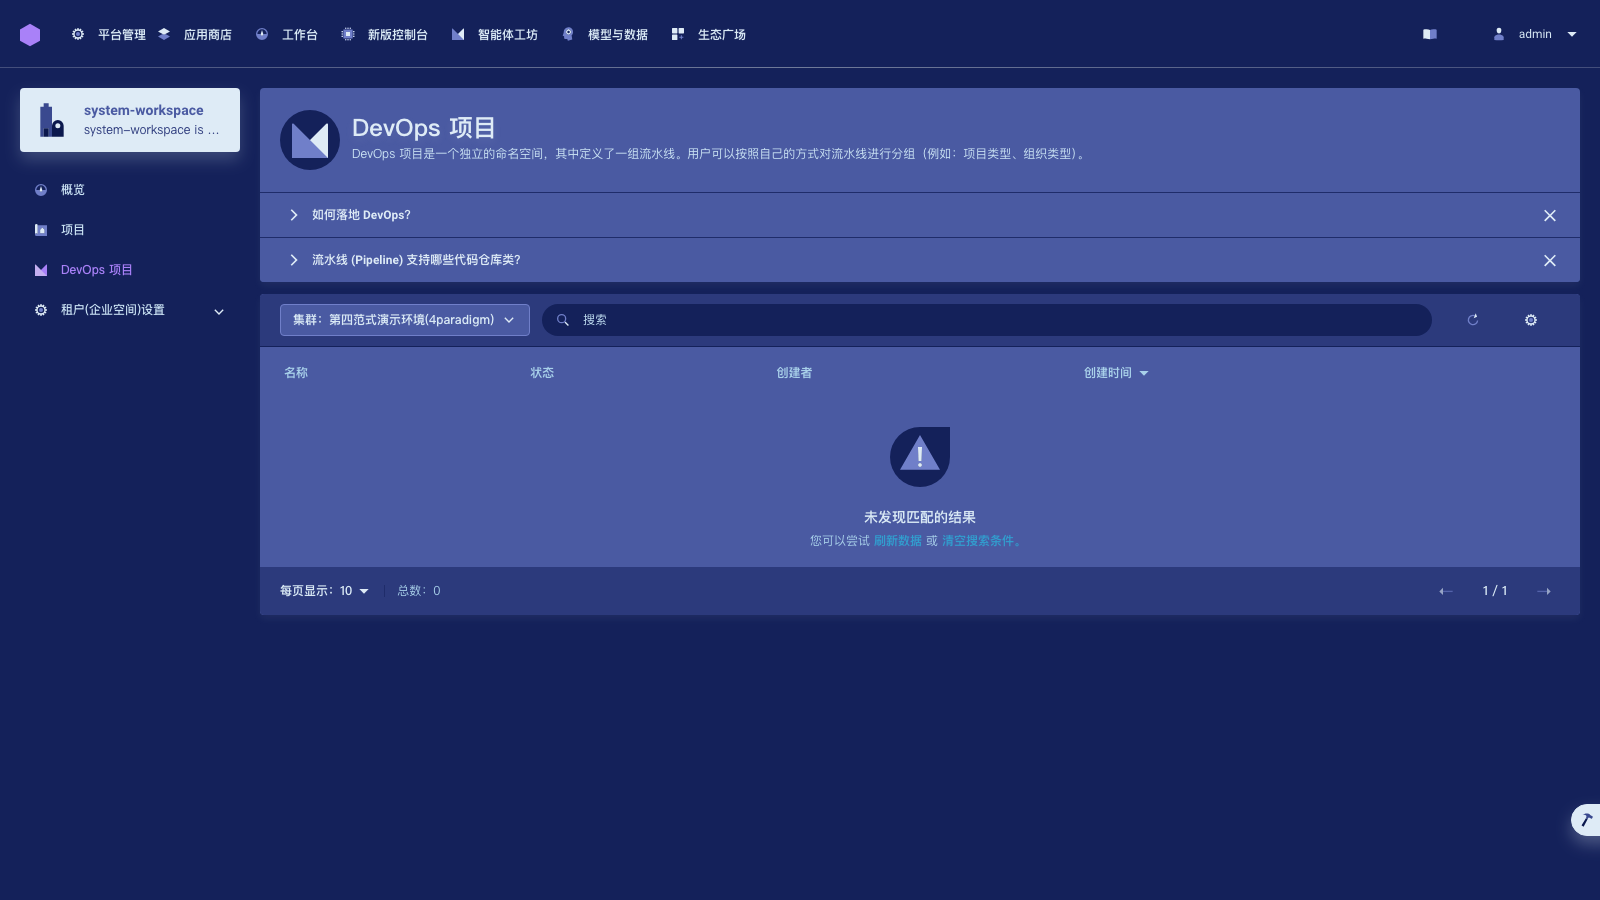 平台管理
应用商店
工作台
新版控制台
智能体工坊
模型与数据
生态广场
admin
system-workspace
system-workspace is ...
概览
项目
DevOps 项目
租户(企业空间)设置
DevOps 项目
DevOps 项目是一个独立的命名空间，其中定义了一组流水线。用户可以按照自己的方式对流水线进行分组（例如：项目类型、组织类型）。
如何落地 DevOps？
流水线 (Pipeline) 支持哪些代码仓库类？
集群：第四范式演示环境(4paradigm)
搜索
名称
状态
创建者
创建时间
未发现匹配的结果
您可以尝试 刷新数据 或 清空搜索条件。
每页显示：10
总数：0
1 / 1